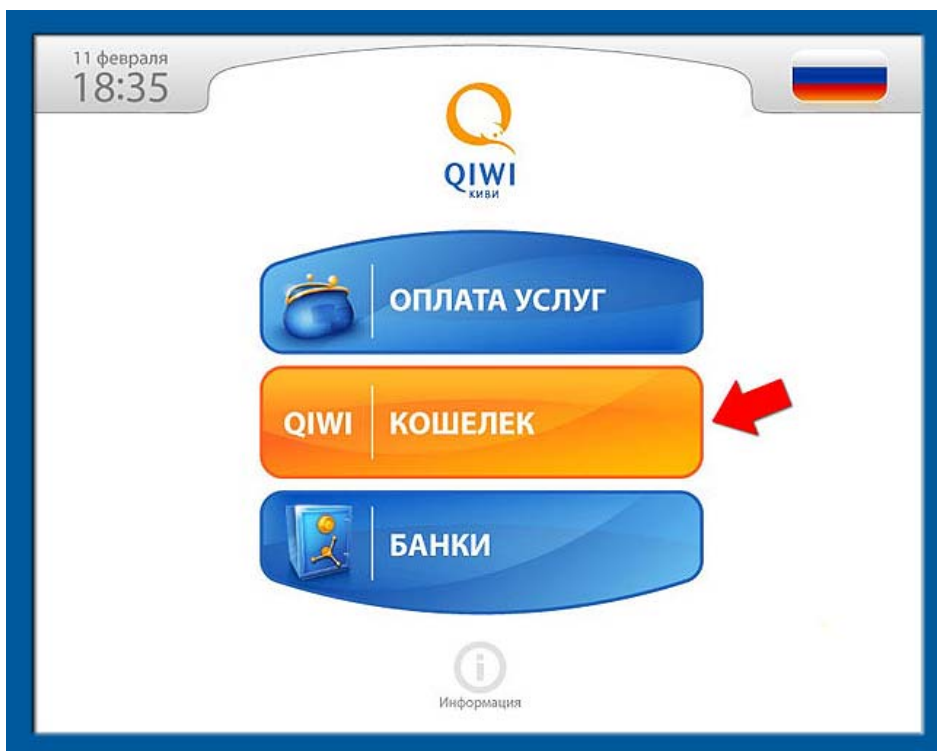 11 февраля
18:35
QIWI
КИВИ
ОПЛАТА УСЛУГ
QIWI КОШЕЛЕК
БАНКИ
Информация